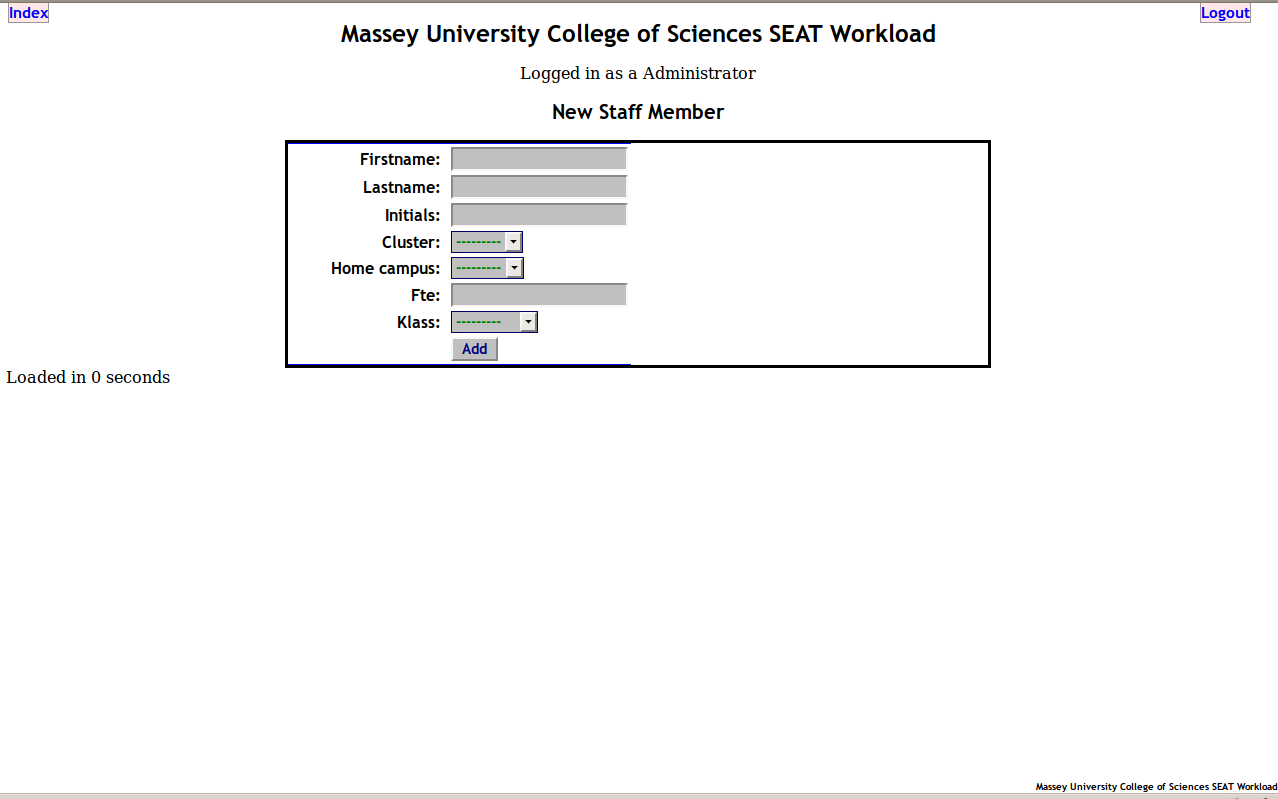 Index
Logout
Massey University College of Sciences SEAT Workload
Logged in as a Administrator
New Staff Member
Firstname:
Lastname:
Initials:
Cluster: ---------
Home campus: ---------
Fte:
Klass: ---------
Add
Loaded in 0 seconds
Massey University College of Sciences SEAT Workload